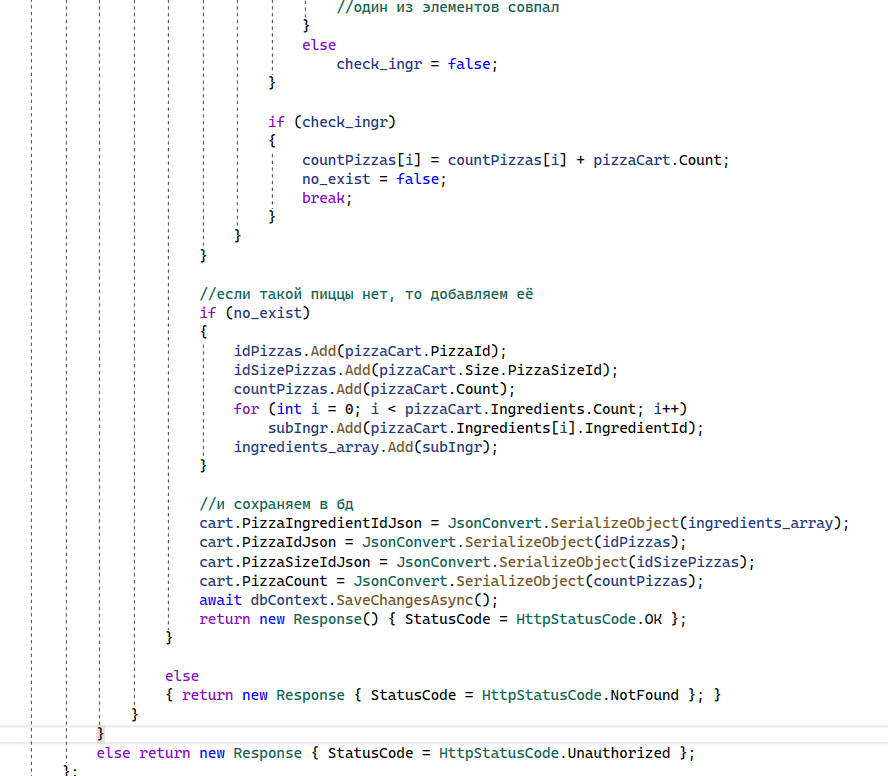 //один из элементов совпал
}
else
check_ingr = false;
}
if (check_ingr)
{
countPizzas[i] = countPizzas[i] + pizzaCart.Count;
no_exist = false;
break;
}
}
}
//если такой пиццы нет, то добавляем её
if (no_exist)
{
idPizzas.Add(pizzaCart.PizzaId);
idSizePizzas.Add(pizzaCart.Size.PizzaSizeId);
countPizzas.Add(pizzaCart.Count);
for (int i = 0; i < pizzaCart.Ingredients.Count; i++)
subIngr.Add(pizzaCart.Ingredients[i].IngredientId);
ingredients_array.Add(subIngr);
}
//и сохраняем в бд
cart.PizzaIngredientIdJson = JsonConvert.SerializeObject(ingredients_array);
cart.PizzaIdJson = JsonConvert.SerializeObject(idPizzas);
cart.PizzaSizeIdJson = JsonConvert.SerializeObject(idSizePizzas);
cart.PizzaCount = JsonConvert.SerializeObject(countPizzas);
await dbContext.SaveChangesAsync();
return new Response() { StatusCode = HttpStatusCode.OK };
}
else
{ return new Response { StatusCode = HttpStatusCode.NotFound }; }
}
}
else return new Response { StatusCode = HttpStatusCode.Unauthorized };
};